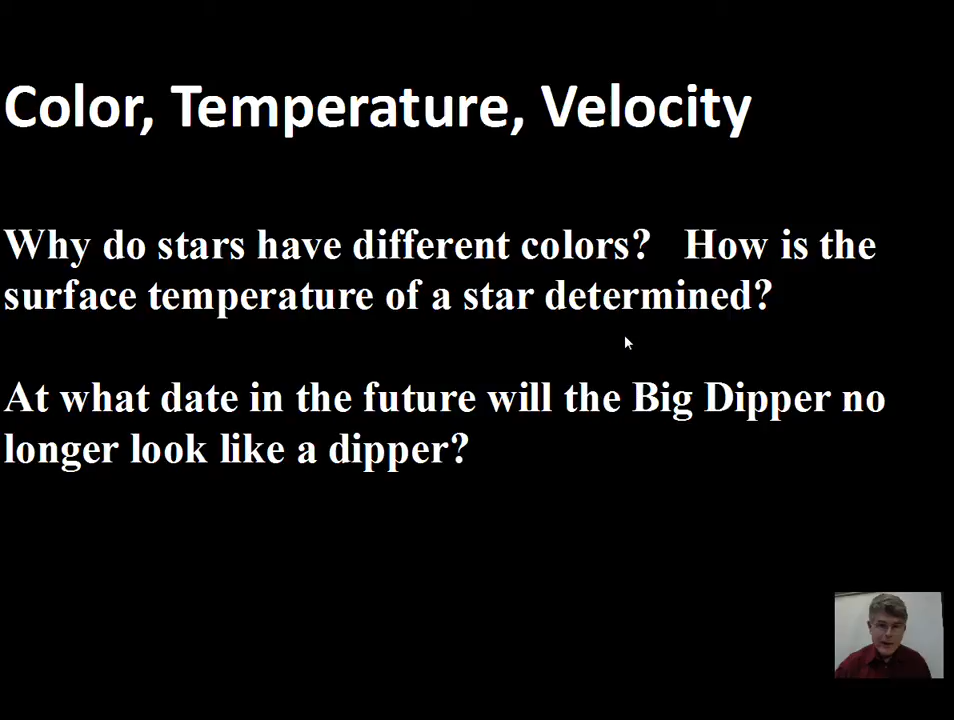 Color, Temperature, Velocity
Why do stars have different colors? How is the
surface temperature of a star determined?
At what date in the future will the Big Dipper no
longer look like a dipper?